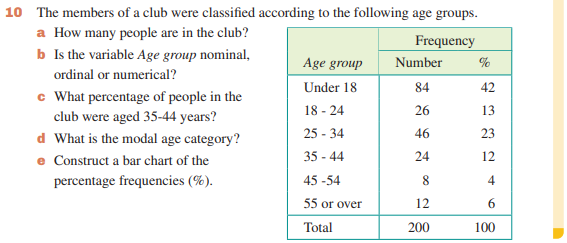 10 The members of a club were classified according to the following age groups.
a How many people are in the club?
b Is the variable Age group nominal,
ordinal or numerical?
c What percentage of people in the
club were aged 35-44 years?
d What is the modal age category?
e Construct a bar chart of the
percentage frequencies (%).
Frequency
Age group Number %
Under 18 84 42
18 - 24 26 13
25 - 34 46 23
35 - 44 24 12
45 -54 8 4
55 or over 12 6
Total 200 100